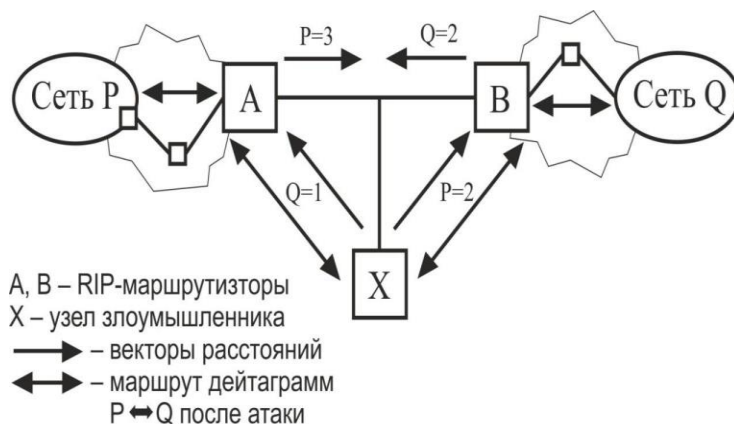 P=3
Q=2
Сеть P
A
B
Сеть Q
Q=1
P=2
X
A, B – RIP-маршрутизторы
X – узел злоумышленника
– векторы расстояний
– маршрут дейтаграмм
P ⬌ Q после атаки